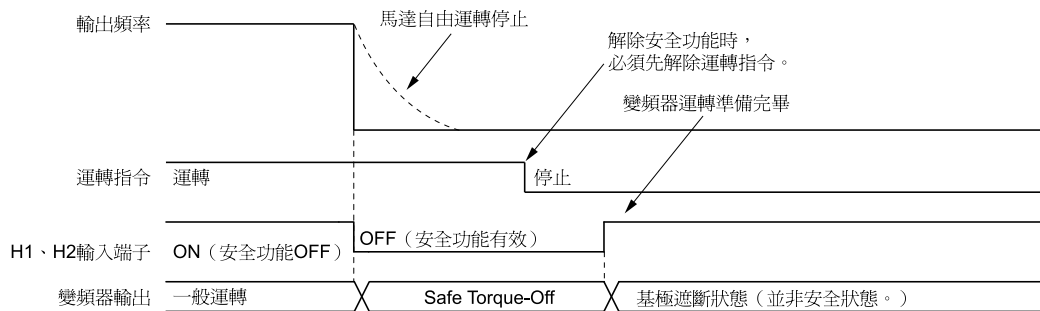 輸出頻率
馬達自由運轉停止
解除安全功能時，
必須先解除運轉指令。
變頻器運轉準備完畢
運轉指令 運轉
停止
H1、H2輸入端子 ON（安全功能OFF）
OFF（安全功能有效）
變頻器輸出 一般運轉 Safe Torque-Off 基極遮斷狀態（並非安全狀態。）